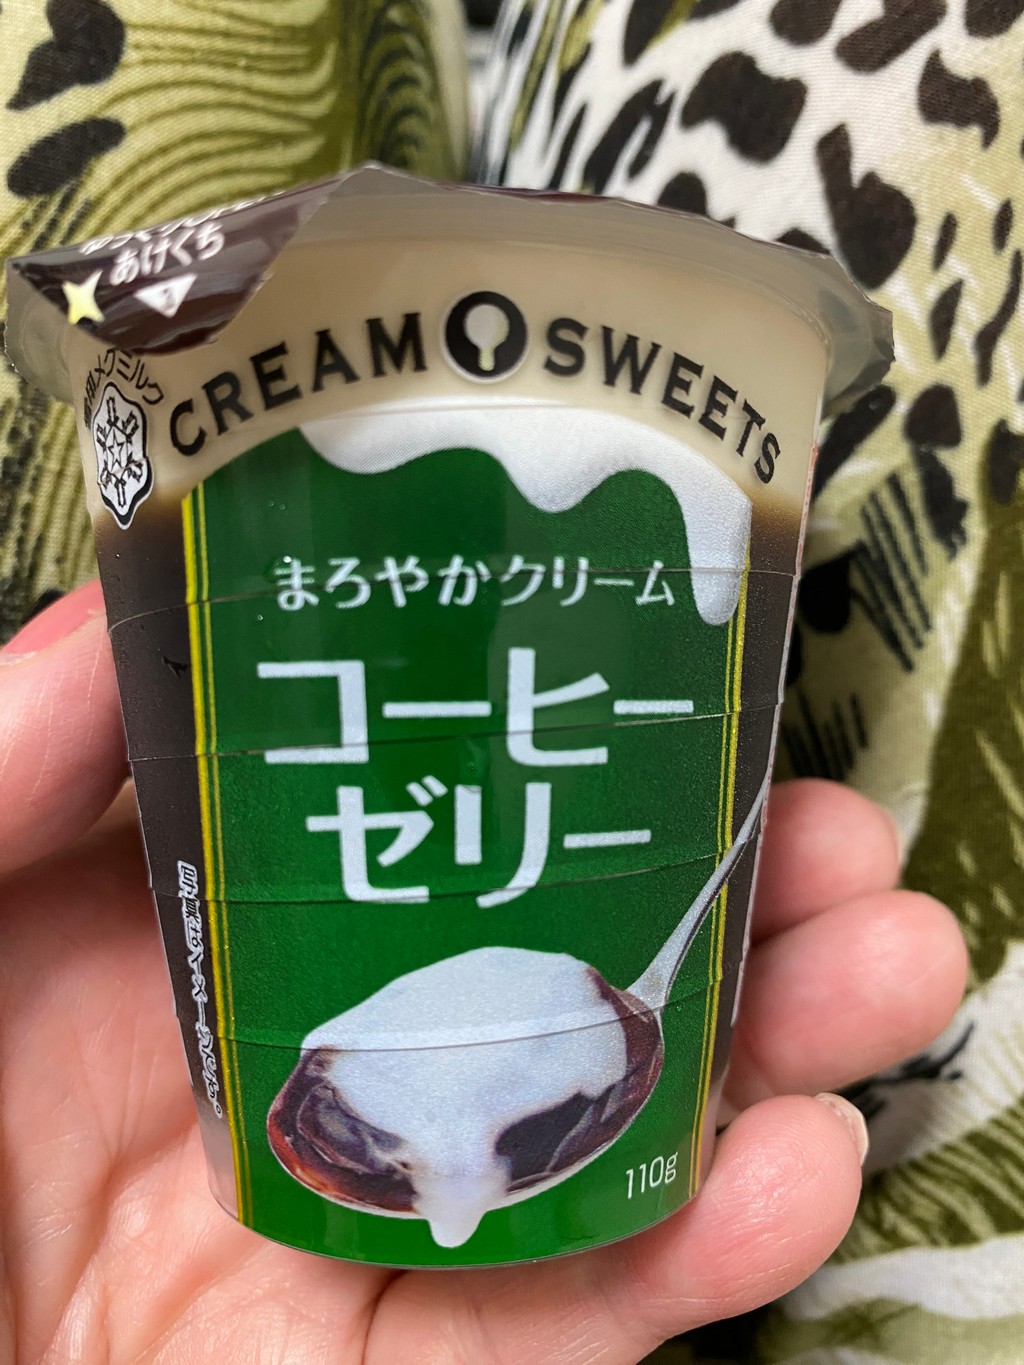 あけくち
雪印メグミルク
CREAM SWEETS
まろやかクリーム
コーヒー
ゼリー
写真はイメージです。
110g